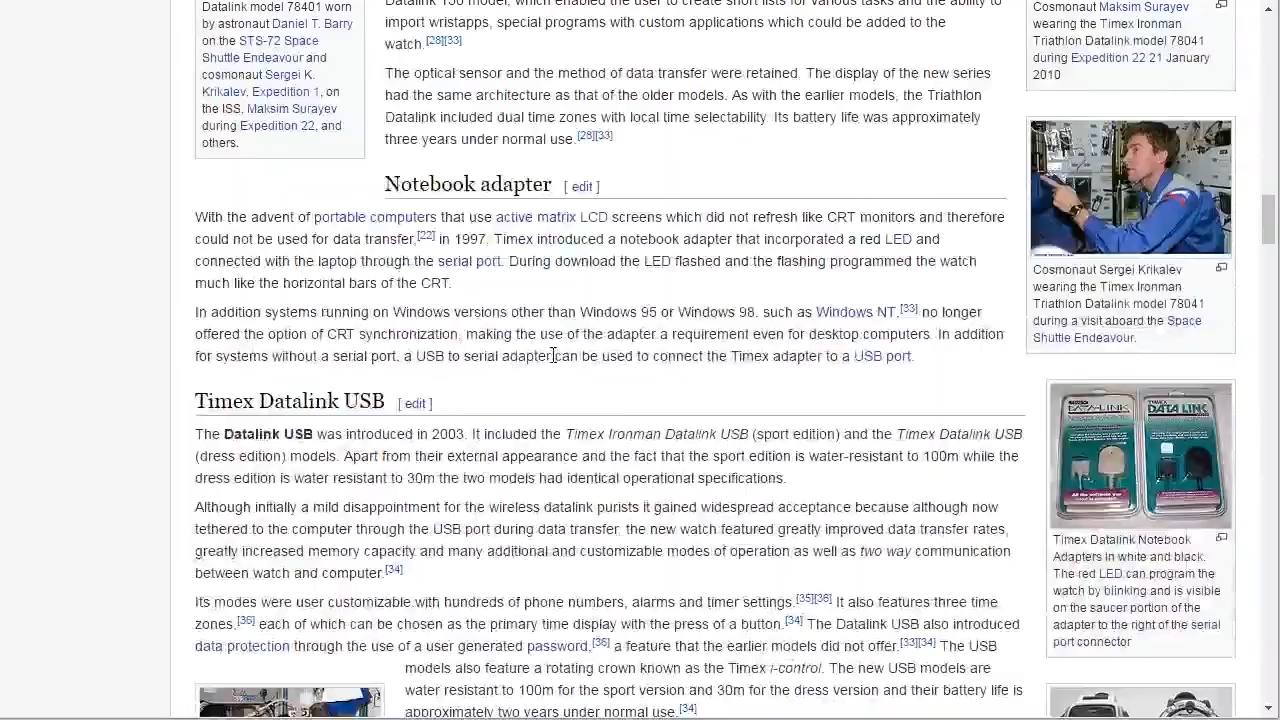 Datalink model 78401 worn
by astronaut Daniel T. Barry
on the STS-72 Space
Shuttle Endeavour and
cosmonaut Sergei K.
Krikalev, Expedition 1, on
the ISS, Maksim Surayev
during Expedition 22, and
others.
Datalink 150 model, which enabled the user to create short lists for various tasks and the ability to
import wristapps, special programs with custom applications which could be added to the
watch.[28][33]
The optical sensor and the method of data transfer were retained. The display of the new series
had the same architecture as that of the older models. As with the earlier models, the Triathlon
Datalink included dual time zones with local time selectability. Its battery life was approximately
three years under normal use.[28][33]
Notebook adapter [ edit ]
With the advent of portable computers that use active matrix LCD screens which did not refresh like CRT monitors and therefore
could not be used for data transfer,[22] in 1997, Timex introduced a notebook adapter that incorporated a red LED and
connected with the laptop through the serial port. During download the LED flashed and the flashing programmed the watch
much like the horizontal bars of the CRT.
In addition systems running on Windows versions other than Windows 95 or Windows 98, such as Windows NT,[33] no longer
offered the option of CRT synchronization, making the use of the adapter a requirement even for desktop computers. In addition
for systems without a serial port, a USB to serial adapter can be used to connect the Timex adapter to a USB port.
Timex Datalink USB [ edit ]
The Datalink USB was introduced in 2003. It included the Timex Ironman Datalink USB (sport edition) and the Timex Datalink USB
(dress edition) models. Apart from their external appearance and the fact that the sport edition is water-resistant to 100m while the
dress edition is water resistant to 30m the two models had identical operational specifications.
Although initially a mild disappointment for the wireless datalink purists it gained widespread acceptance because although now
tethered to the computer through the USB port during data transfer, the new watch featured greatly improved data transfer rates,
greatly increased memory capacity and many additional and customizable modes of operation as well as two way communication
between watch and computer.[34]
Its modes were user customizable with hundreds of phone numbers, alarms and timer settings.[35][36] It also features three time
zones,[36] each of which can be chosen as the primary time display with the press of a button.[34] The Datalink USB also introduced
data protection through the use of a user generated password,[36] a feature that the earlier models did not offer.[33][34] The USB
models also feature a rotating crown known as the Timex i-control. The new USB models are
water resistant to 100m for the sport version and 30m for the dress version and their battery life is
approximately two years under normal use.[34]
Cosmonaut Maksim Surayev
wearing the Timex Ironman
Triathlon Datalink model 78041
during Expedition 22 21 January
2010
Cosmonaut Sergei Krikalev
wearing the Timex Ironman
Triathlon Datalink model 78041
during a visit aboard the Space
Shuttle Endeavour.
DATA LINK
DATA LINK
Timex Datalink Notebook
Adapters in white and black.
The red LED can program the
watch by blinking and is visible
on the saucer portion of the
adapter to the right of the serial
port connector